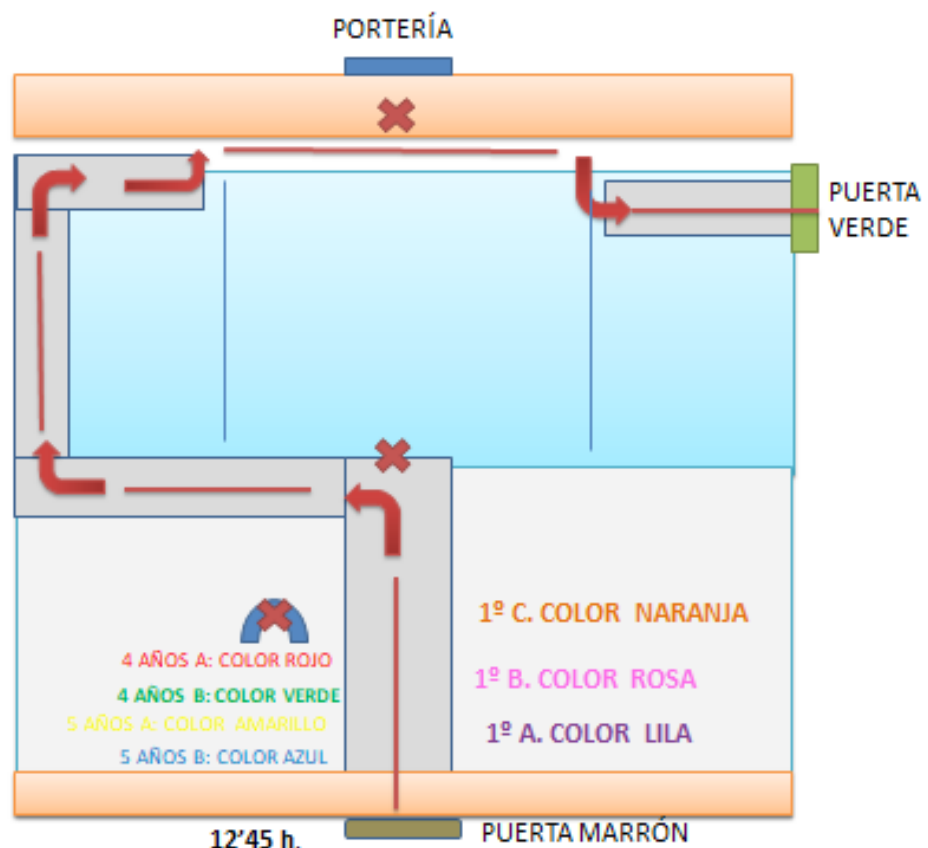 PORTERÍA
PUERTA
VERDE
1º C. COLOR NARANJA
4 AÑOS A: COLOR ROJO
1º B. COLOR ROSA
4 AÑOS B: COLOR VERDE
5 AÑOS A: COLOR AMARILLO
1º A. COLOR LILA
5 AÑOS B: COLOR AZUL
12'45 h.
PUERTA MARRÓN